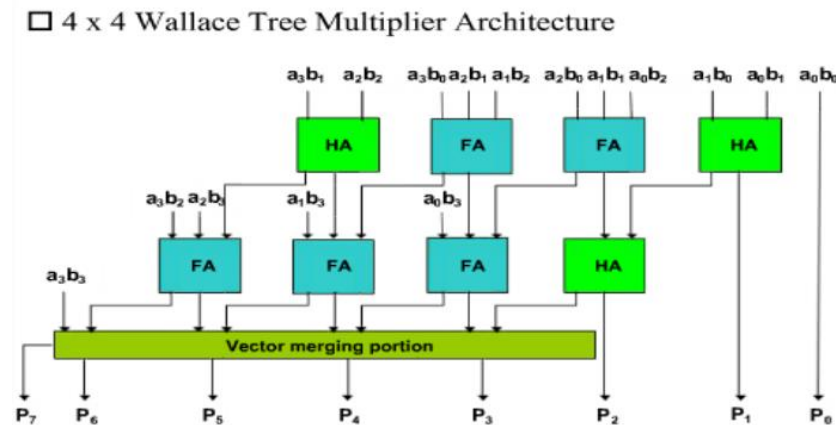 □ 4 x 4 Wallace Tree Multiplier Architecture
a₃b₁ a₂b₂ a₃b₀ a₂b₁ a₁b₂ a₂b₀ a₁b₁ a₀b₂ a₁b₀ a₀b₁ a₀b₀
HA FA FA HA
a₃b₂ a₂b₃ a₁b₃ a₀b₃
FA FA FA HA
a₃b₃
Vector merging portion
P₇ P₆ P₅ P₄ P₃ P₂ P₁ P₀